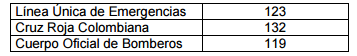 Línea Única de Emergencias 123
Cruz Roja Colombiana 132
Cuerpo Oficial de Bomberos 119